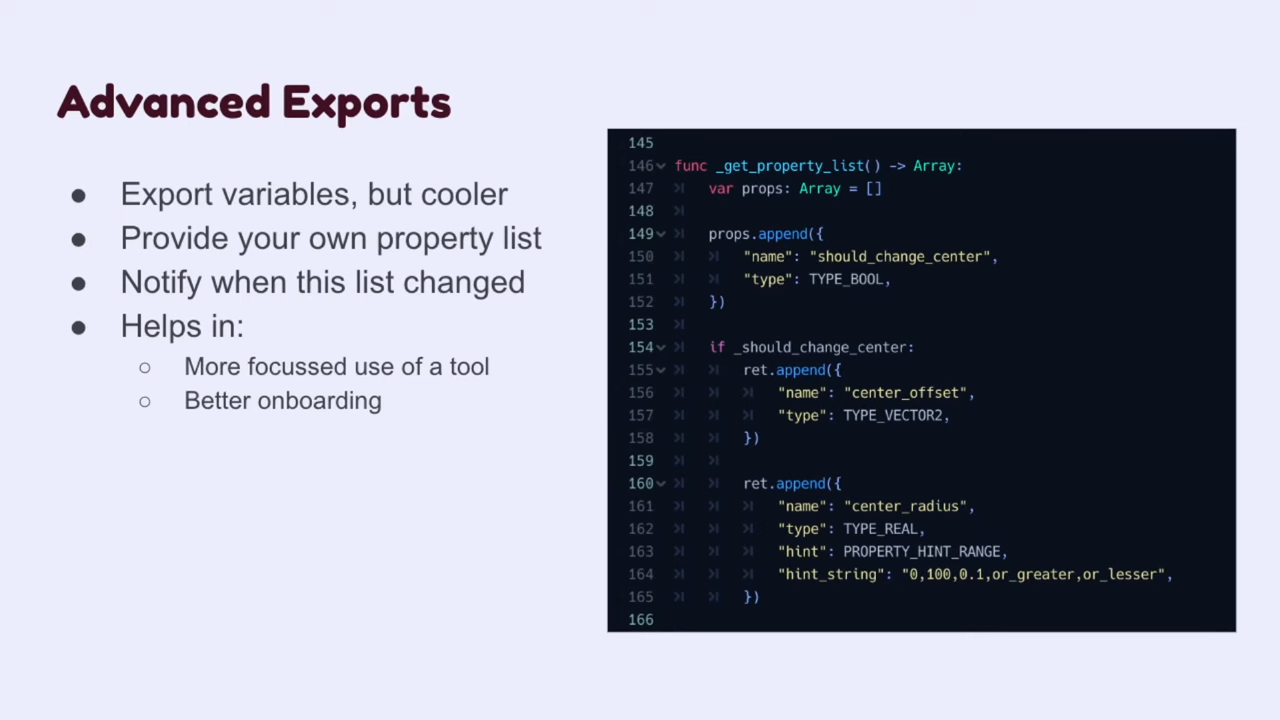 Advanced Exports
● Export variables, but cooler
● Provide your own property list
● Notify when this list changed
● Helps in:
○ More focussed use of a tool
○ Better onboarding
145
146 func _get_property_list() -> Array:
147 var props: Array = []
148
149 props.append({
150 "name": "should_change_center",
151 "type": TYPE_BOOL,
152 })
153
154 if _should_change_center:
155 ret.append({
156 "name": "center_offset",
157 "type": TYPE_VECTOR2,
158 })
159
160 ret.append({
161 "name": "center_radius",
162 "type": TYPE_REAL,
163 "hint": PROPERTY_HINT_RANGE,
164 "hint_string": "0,100,0.1,or_greater,or_lesser",
165 })
166